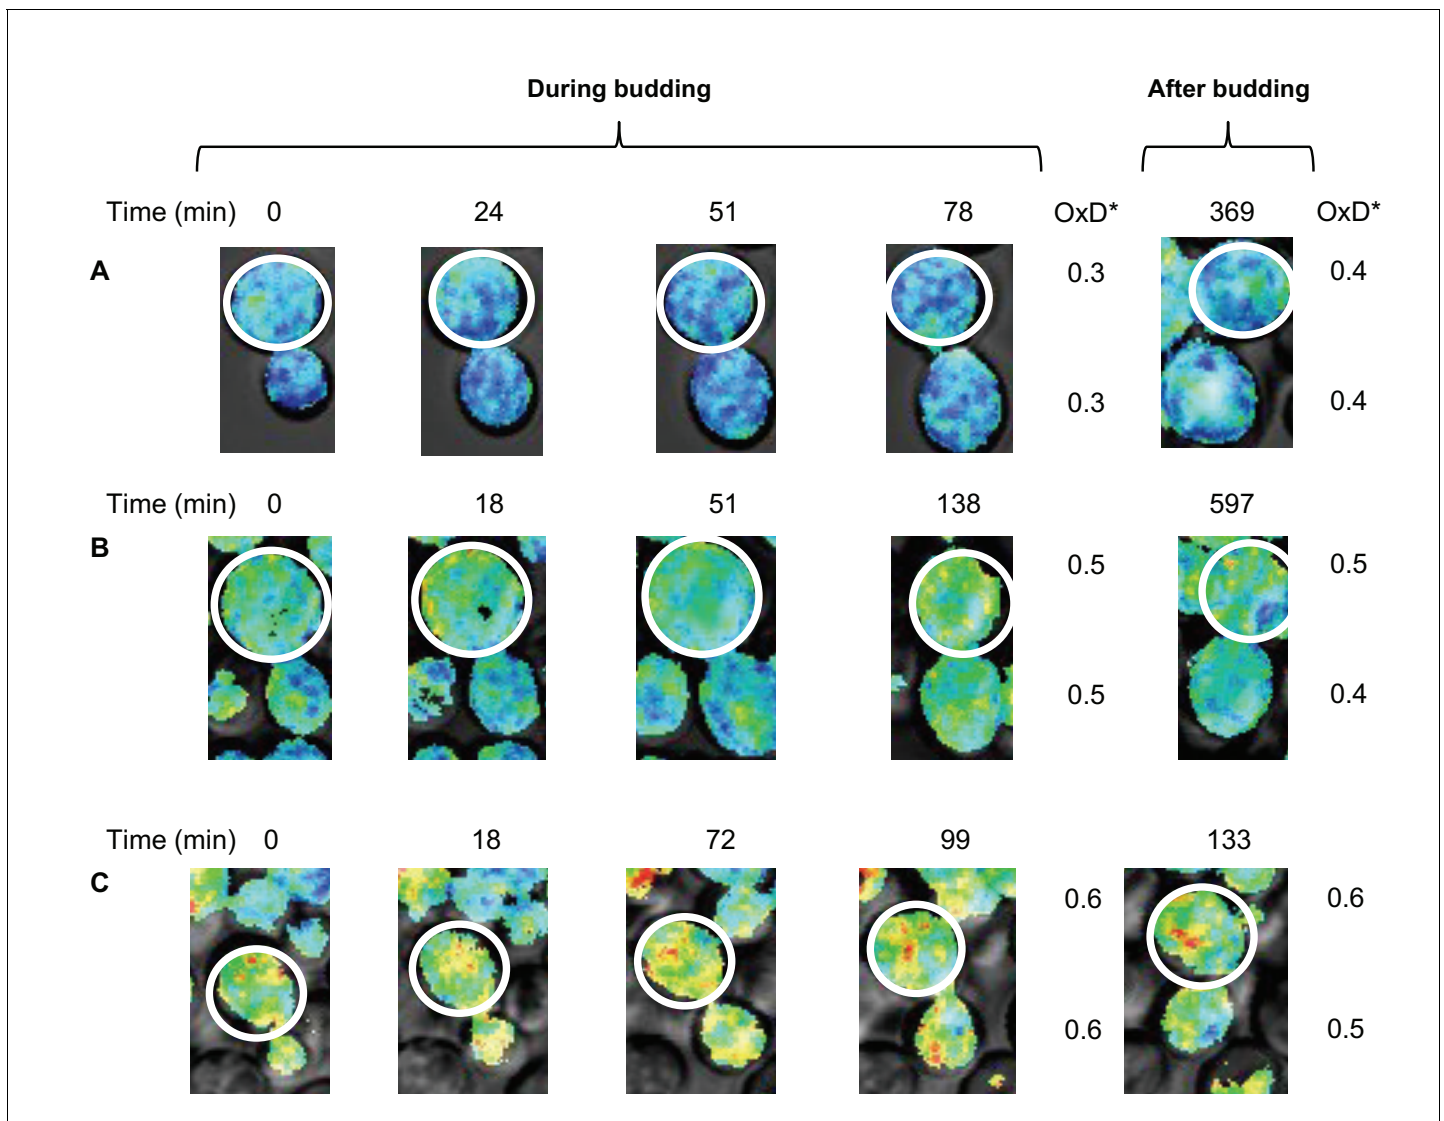 During budding After budding
Time (min) 0 24 51 78 OxD* 369 OxD*
A 0.3 0.4
0.3 0.4
Time (min) 0 18 51 138 597
B 0.5 0.5
0.5 0.4
Time (min) 0 18 72 99 133
C 0.6 0.6
0.6 0.5